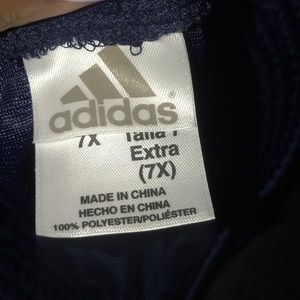 adidas
7X Talla 7
Extra
(7X)
MADE IN CHINA
HECHO EN CHINA
100% POLYESTER/POLIÉSTER